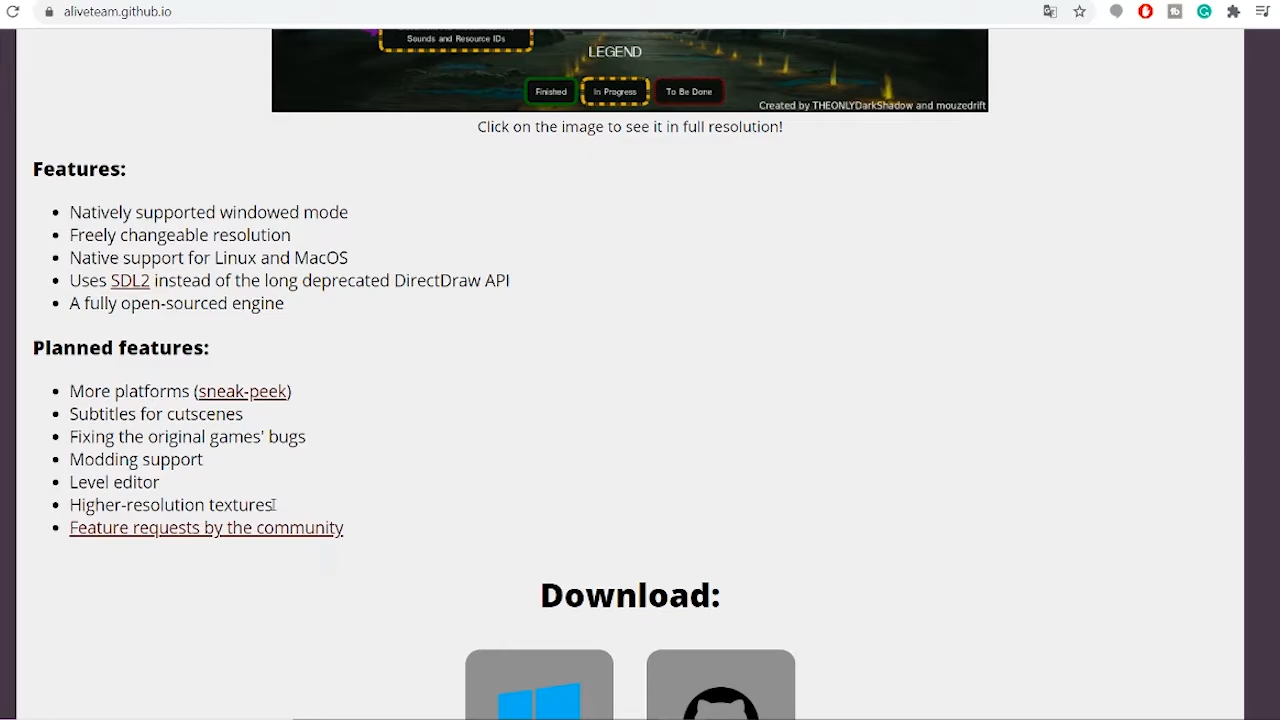 aliveteam.github.io
Sounds and Resource IDs
LEGEND
Finished
In Progress
To Be Done
Created by THEONLYDarkShadow and mouzedrift
Click on the image to see it in full resolution!
Features:
Natively supported windowed mode
Freely changeable resolution
Native support for Linux and MacOS
Uses SDL2 instead of the long deprecated DirectDraw API
A fully open-sourced engine
Planned features:
More platforms (sneak-peek)
Subtitles for cutscenes
Fixing the original games' bugs
Modding support
Level editor
Higher-resolution textures
Feature requests by the community
Download: